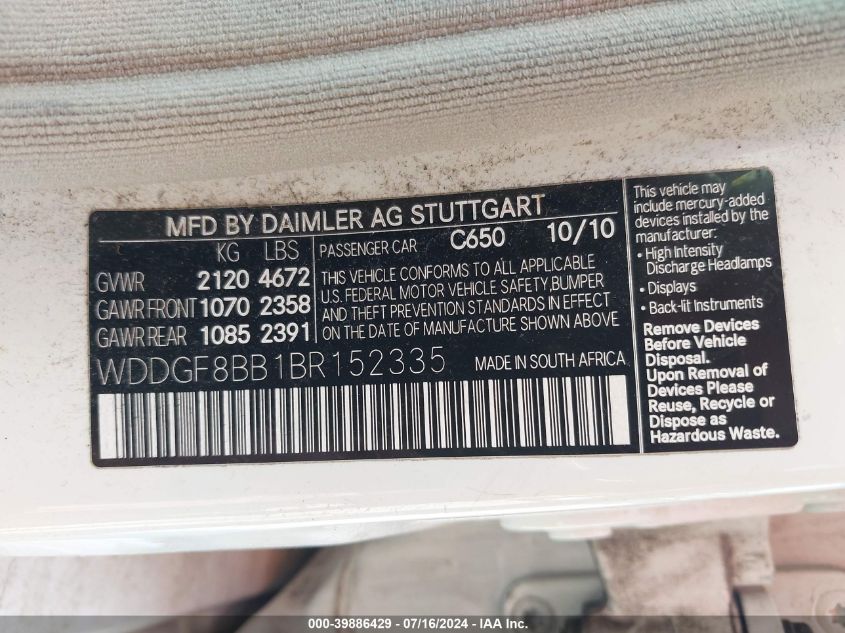 MFD BY DAIMLER AG STUTTGART
KG LBS
GVWR 2120 4672
GAWR FRONT 1070 2358
GAWR REAR 1085 2391
PASSENGER CAR C650 10/10
THIS VEHICLE CONFORMS TO ALL APPLICABLE
U.S. FEDERAL MOTOR VEHICLE SAFETY,BUMPER
AND THEFT PREVENTION STANDARDS IN EFFECT
ON THE DATE OF MANUFACTURE SHOWN ABOVE
WDDGF8BB1BR152335 MADE IN SOUTH AFRICA
This vehicle may
include mercury-added
devices installed by the
manufacturer:
• High Intensity
Discharge Headlamps
• Displays
• Back-lit Instruments
Remove Devices
Before Vehicle
Disposal.
Upon Removal of
Devices Please
Reuse, Recycle or
Dispose as
Hazardous Waste.
000-39886429 - 07/16/2024 - IAA Inc.